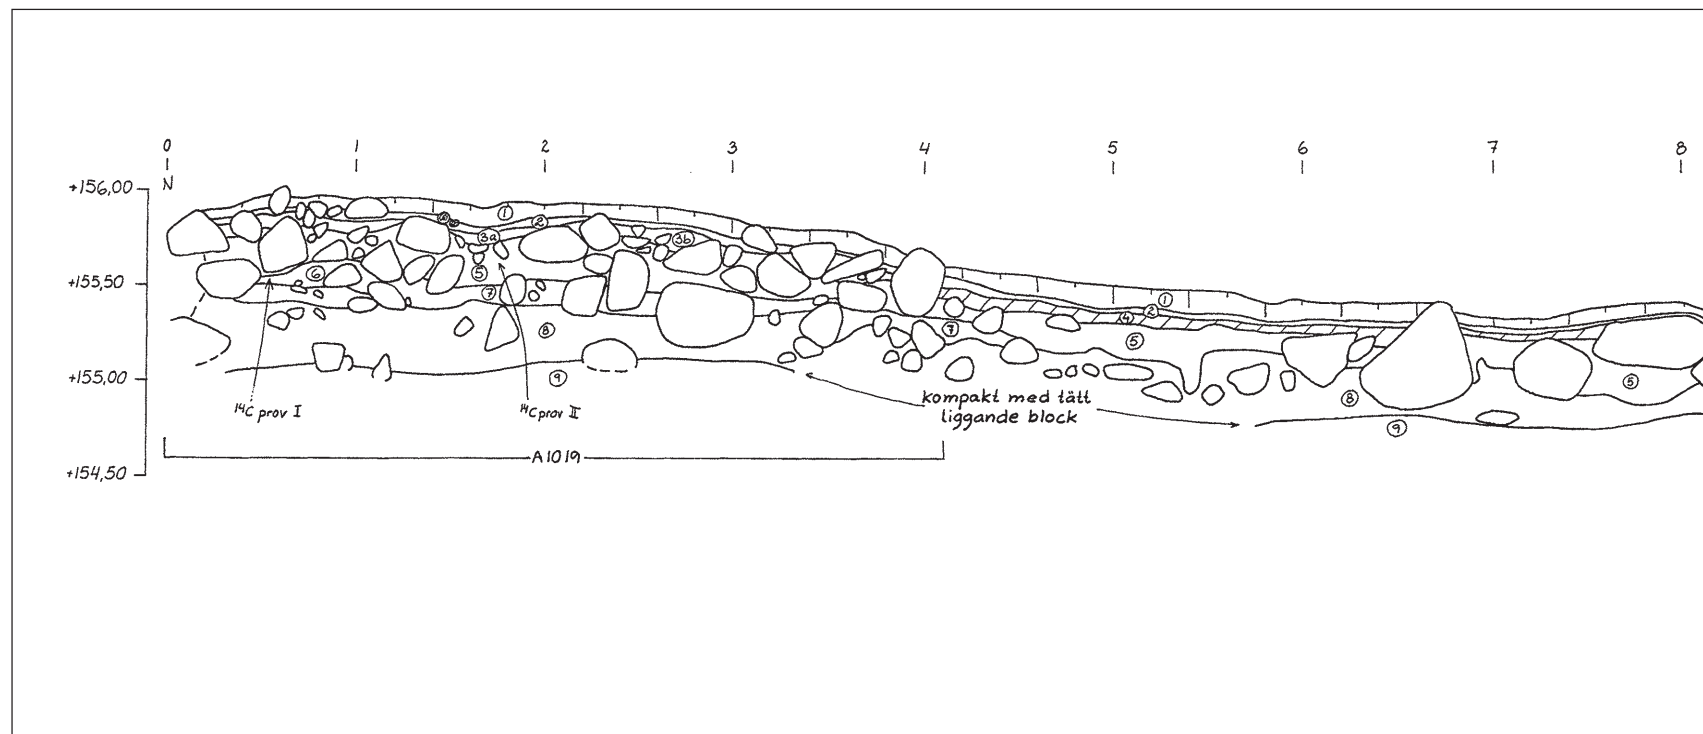 0 1 2 3 4 5 6 7 8
N
+156,00
+155,50
+155,00
+154,50
1 2 3a 3b
6 5 7 8 9
1 2 4 7 5 8 9 5
14C prov I
14C prov II
kompakt med tätt
liggande block
A1019